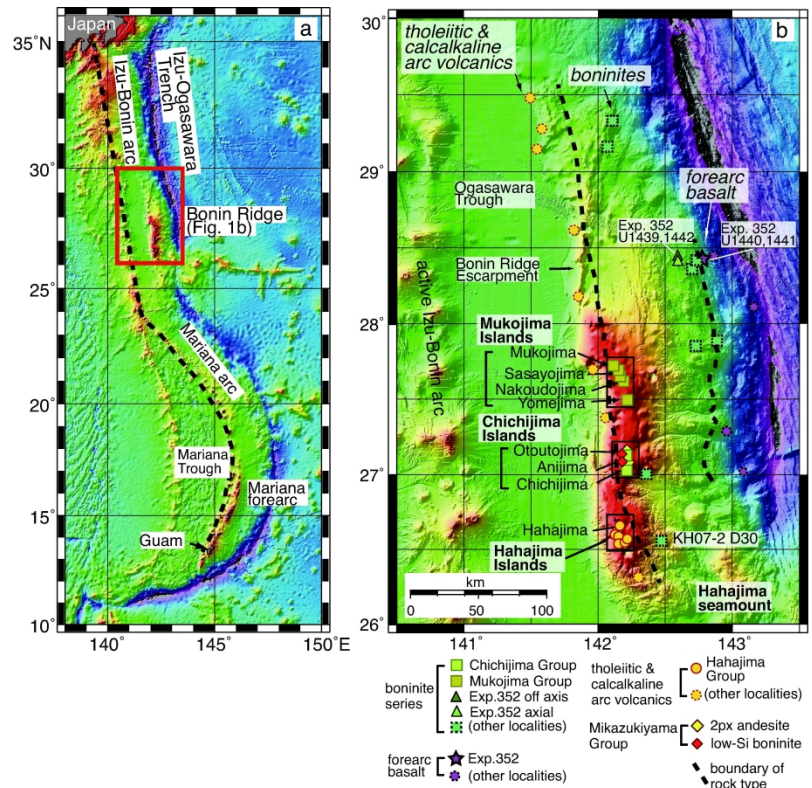 Japan
a
35˚N
30˚
25˚
20˚
15˚
10˚
140˚
145˚
150˚E
Izu-Bonin arc
Izu-Ogasawara
Trench
Bonin Ridge
(Fig. 1b)
Mariana arc
Mariana
Trough
Mariana
forearc
Guam
b
30˚
29˚
28˚
27˚
26˚
141˚
142˚
143˚
tholeiitic &
calcalkaline
arc volcanics
boninites
Ogasawara
Trough
forearc
basalt
Exp. 352
U1439,1442
Exp. 352
U1440,1441
Bonin Ridge
Escarpment
active Izu-Bonin arc
Mukojima
Islands
Mukojima
Sasayojima
Nakoudojima
Yomejima
Chichijima
Islands
Otoutojima
Anijima
Chichijima
Hahajima
Hahajima
Islands
KH07-2 D30
Hahajima
seamount
km
0
50
100
boninite
series
Chichijima Group
Mukojima Group
Exp.352 off axis
Exp.352 axial
(other localities)
forearc
basalt
Exp.352
(other localities)
tholeiitic &
calcalkaline
arc volcanics
Hahajima
Group
(other localities)
Mikazukiyama
Group
2px andesite
low-Si boninite
boundary of
rock type